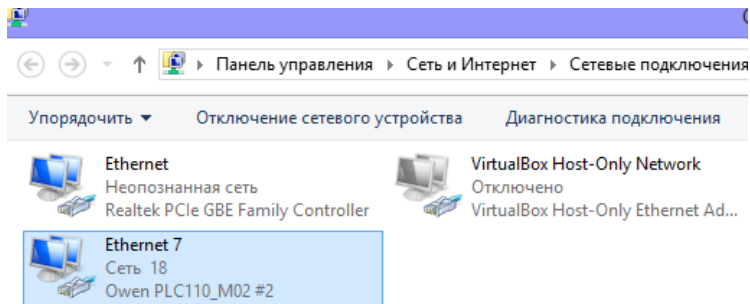 Панель управления ▸ Сеть и Интернет ▸ Сетевые подключения
Упорядочить ▼ Отключение сетевого устройства Диагностика подключения
Ethernet
Неопознанная сеть
Realtek PCIe GBE Family Controller
VirtualBox Host-Only Network
Отключено
VirtualBox Host-Only Ethernet Ad...
Ethernet 7
Сеть 18
Owen PLC110_M02 #2